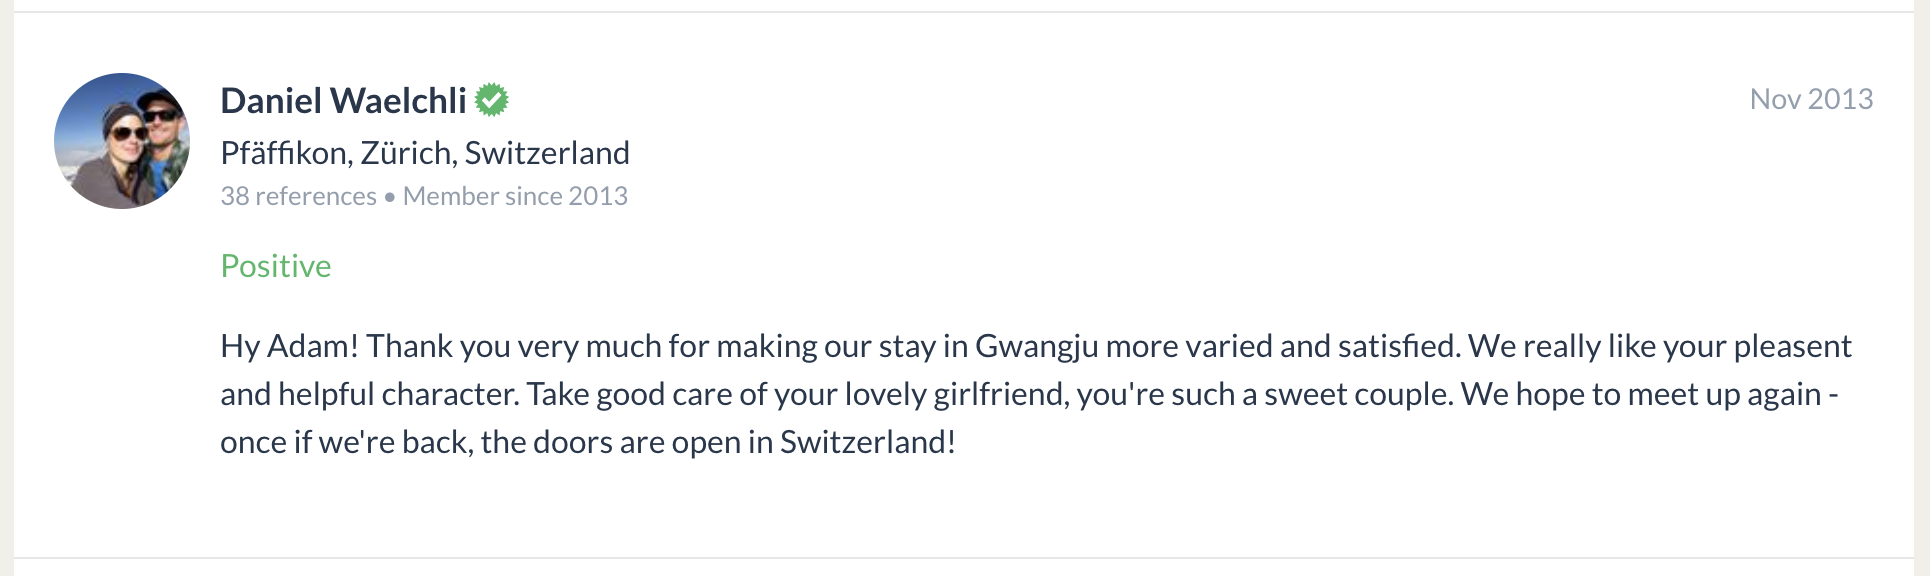 Daniel Waelchli
Nov 2013
Pfäffikon, Zürich, Switzerland
38 references • Member since 2013
Positive
Hy Adam! Thank you very much for making our stay in Gwangju more varied and satisfied. We really like your pleasent
and helpful character. Take good care of your lovely girlfriend, you're such a sweet couple. We hope to meet up again -
once if we're back, the doors are open in Switzerland!